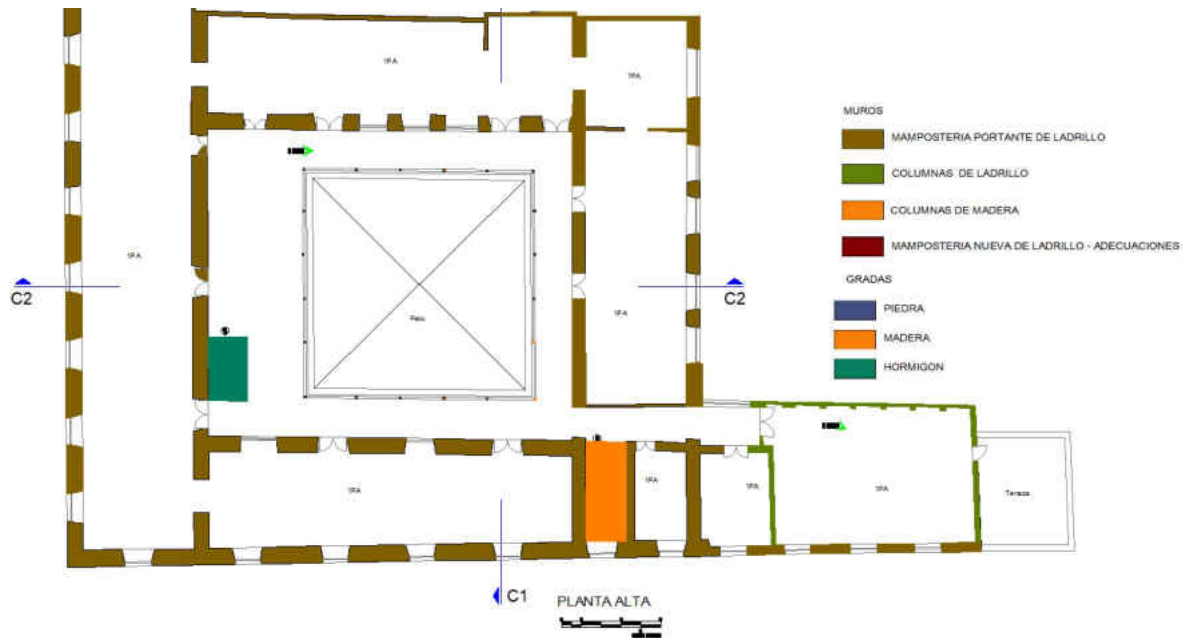 1PA
1PA
MUROS
MAMPOSTERIA PORTANTE DE LADRILLO
COLUMNAS DE LADRILLO
COLUMNAS DE MADERA
MAMPOSTERIA NUEVA DE LADRILLO - ADECUACIONES
GRADAS
PIEDRA
MADERA
HORMIGON
1PA
C2
C2
Patio
1PA
1PA
1PA
1PA
1PA
Terraza
C1
PLANTA ALTA